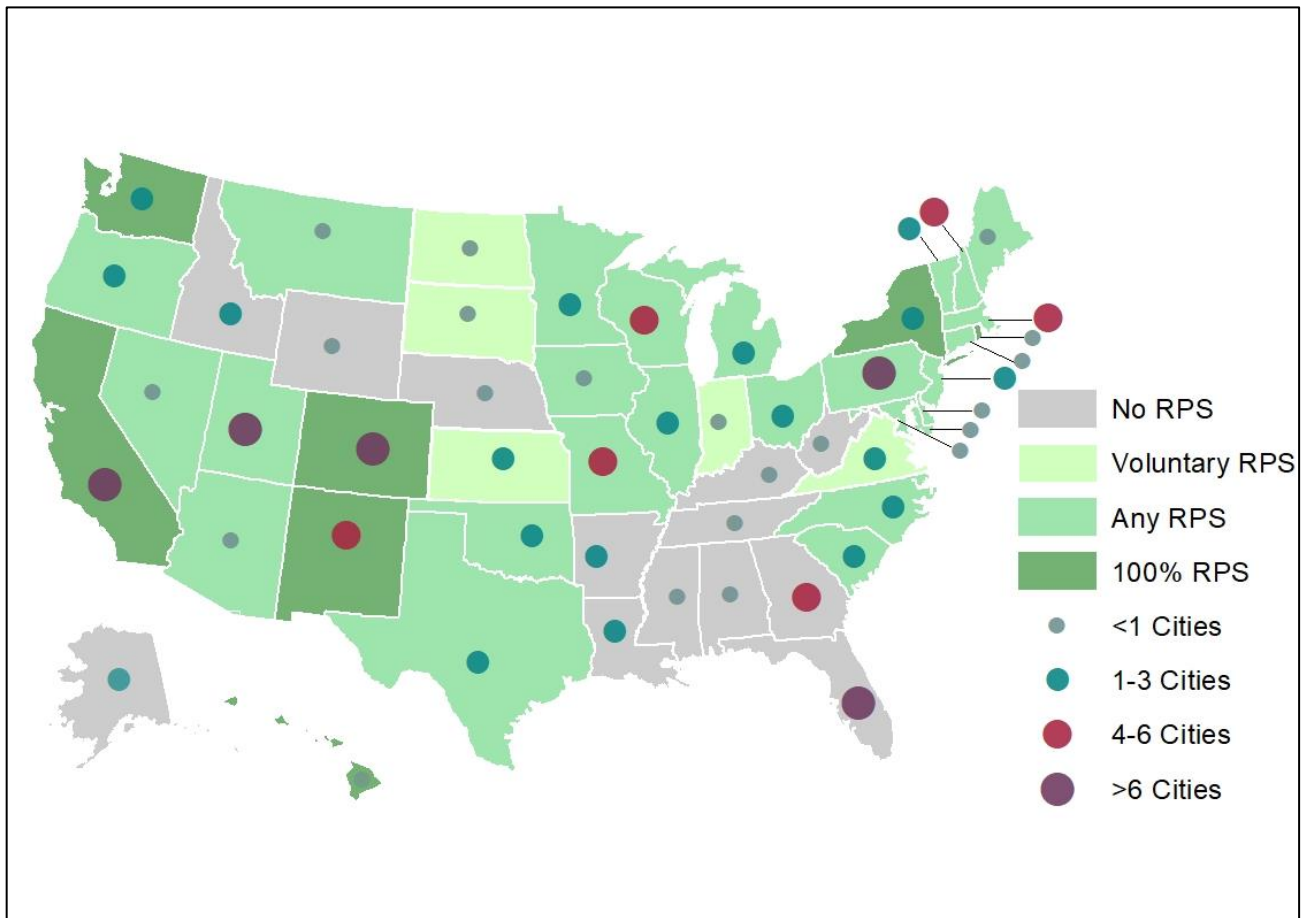 No RPS
Voluntary RPS
Any RPS
100% RPS
<1 Cities
1-3 Cities
4-6 Cities
>6 Cities